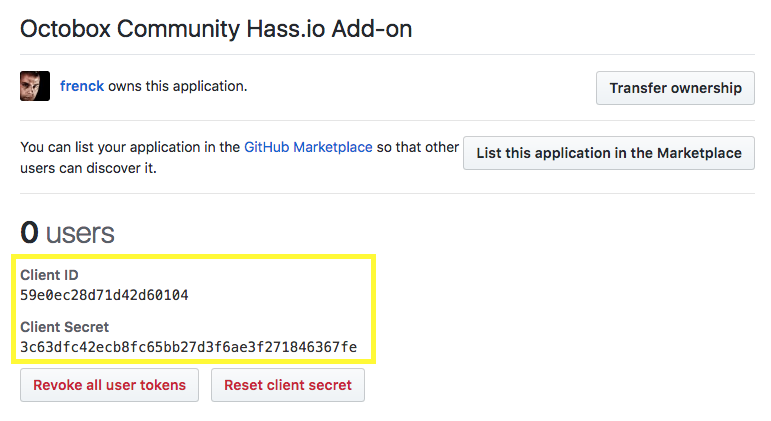 Octobox Community Hass.io Add-on
frenck owns this application.
Transfer ownership
You can list your application in the GitHub Marketplace so that other
users can discover it.
List this application in the Marketplace
0 users
Client ID
59e0ec28d71d42d60104
Client Secret
3c63dfc42ecb8fc65bb27d3f6ae3f271846367fe
Revoke all user tokens
Reset client secret